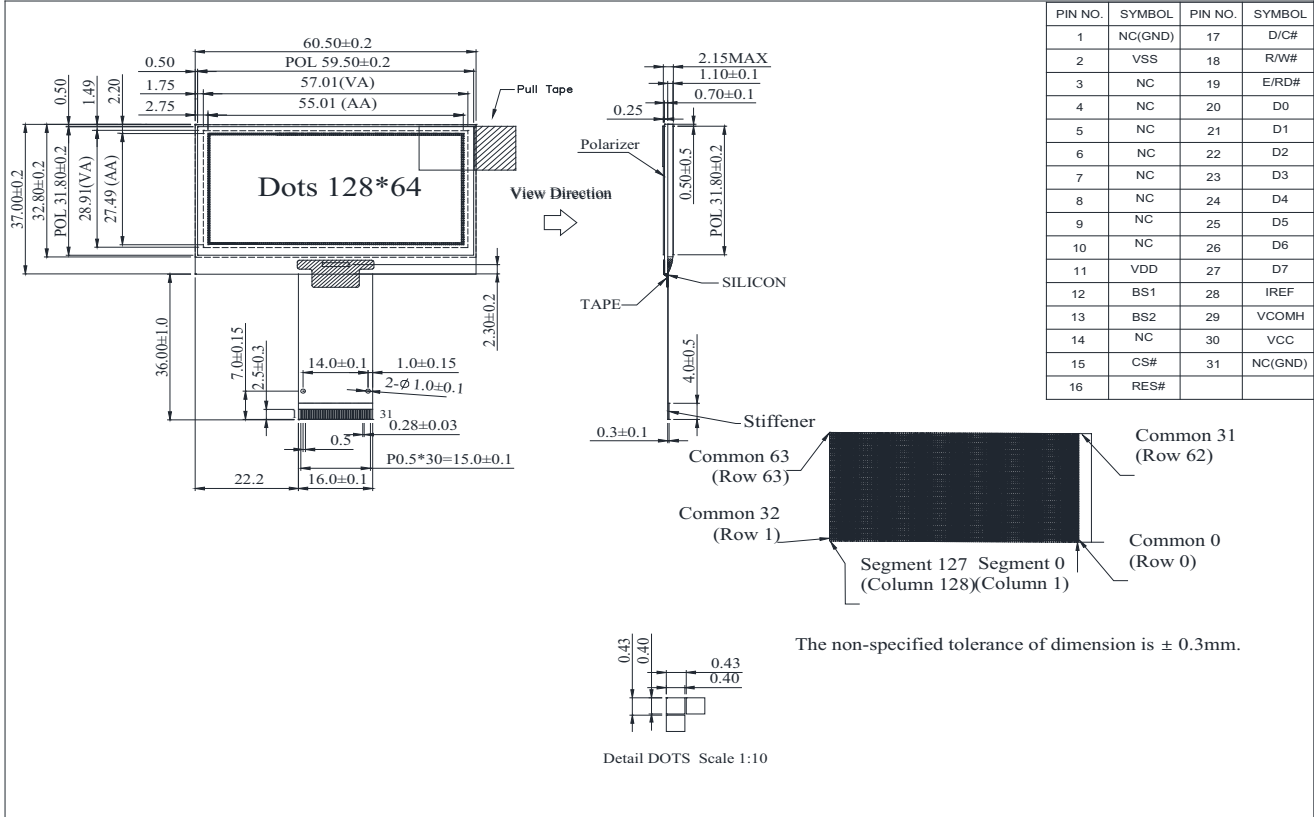 PIN NO. SYMBOL PIN NO. SYMBOL
1 NC(GND) 17 D/C#
2 VSS 18 R/W#
3 NC 19 E/RD#
4 NC 20 D0
5 NC 21 D1
6 NC 22 D2
7 NC 23 D3
8 NC 24 D4
9 NC 25 D5
10 NC 26 D6
11 VDD 27 D7
12 BS1 28 IREF
13 BS2 29 VCOMH
14 NC 30 VCC
15 CS# 31 NC(GND)
16 RES#
60.50±0.2
0.50
POL 59.50±0.2
1.75
57.01(VA)
2.75
55.01 (AA)
0.50
1.49
2.20
Pull Tape
37.00±0.2
32.80±0.2
POL 31.80±0.2
28.91(VA)
27.49 (AA)
Dots 128*64
View Direction
2.15MAX
1.10±0.1
0.70±0.1
0.25
Polarizer
0.50±0.5
POL 31.80±0.2
SILICON
TAPE
2.30±0.2
36.00±1.0
7.0±0.15
2.5±0.3
14.0±0.1
1.0±0.15
2-ϕ 1.0±0.1
1
31
0.28±0.03
0.5
P0.5*30=15.0±0.1
22.2
16.0±0.1
4.0±0.5
Stiffener
0.3±0.1
Common 63
(Row 63)
Common 31
(Row 62)
Common 32
(Row 1)
Common 0
(Row 0)
Segment 127 Segment 0
(Column 128)(Column 1)
The non-specified tolerance of dimension is ± 0.3mm.
0.43
0.40
0.43
0.40
Detail DOTS Scale 1:10